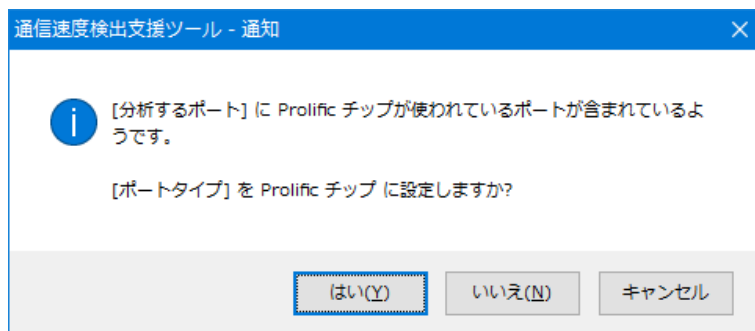 通信速度検出支援ツール - 通知
[分析するポート] に Prolific チップが使われているポートが含まれているよ
うです。
[ポートタイプ] を Prolific チップ に設定しますか?
はい(Y) いいえ(N) キャンセル